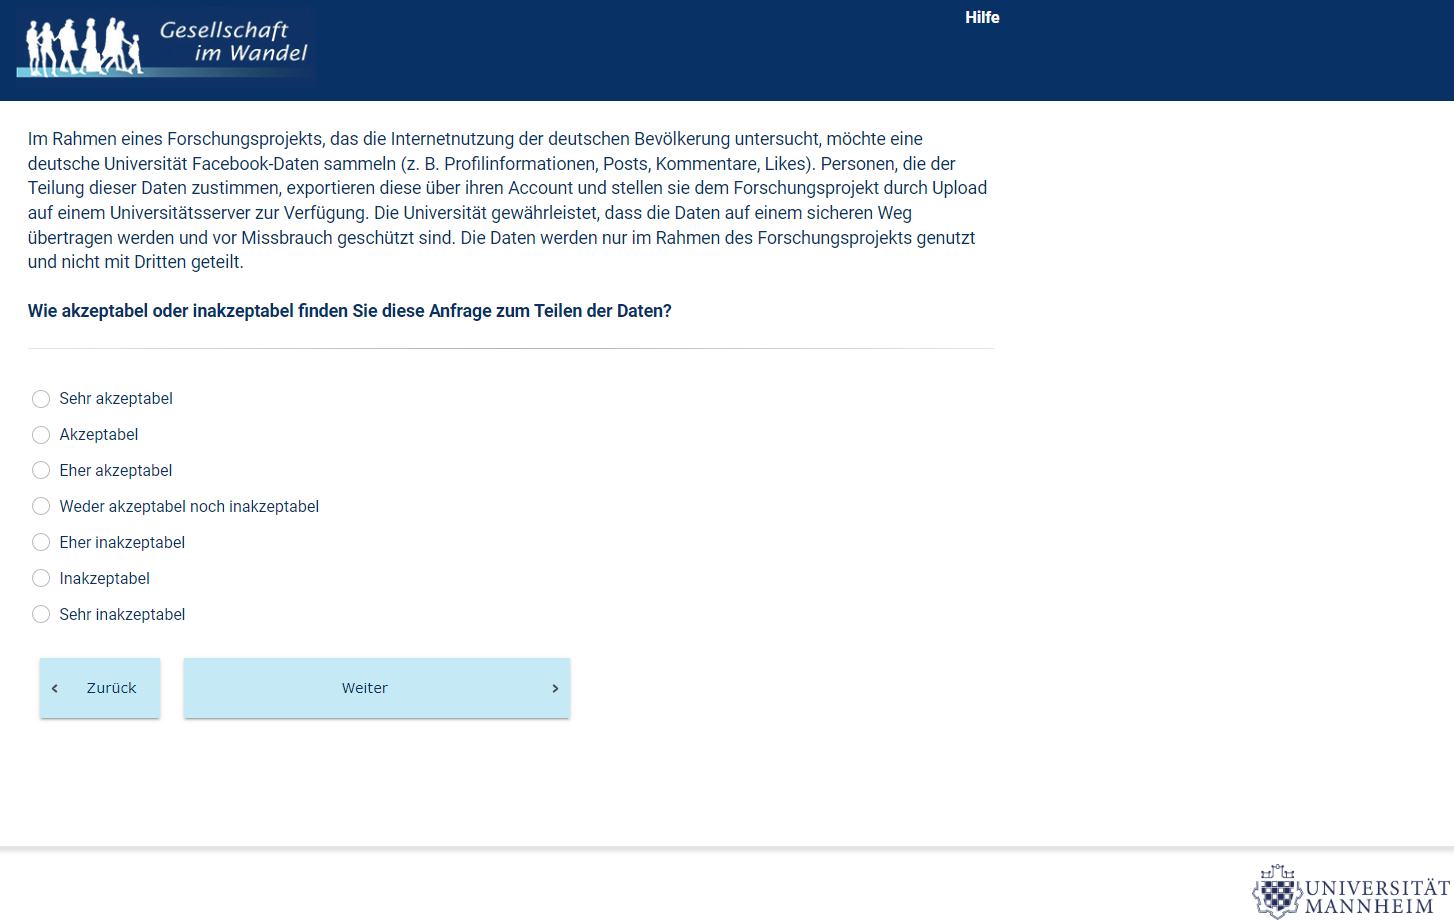 Gesellschaft
im Wandel
Hilfe
Im Rahmen eines Forschungsprojekts, das die Internetnutzung der deutschen Bevölkerung untersucht, möchte eine
deutsche Universität Facebook-Daten sammeln (z. B. Profilinformationen, Posts, Kommentare, Likes). Personen, die der
Teilung dieser Daten zustimmen, exportieren diese über ihren Account und stellen sie dem Forschungsprojekt durch Upload
auf einem Universitätsserver zur Verfügung. Die Universität gewährleistet, dass die Daten auf einem sicheren Weg
übertragen werden und vor Missbrauch geschützt sind. Die Daten werden nur im Rahmen des Forschungsprojekts genutzt
und nicht mit Dritten geteilt.
Wie akzeptabel oder inakzeptabel finden Sie diese Anfrage zum Teilen der Daten?
Sehr akzeptabel
Akzeptabel
Eher akzeptabel
Weder akzeptabel noch inakzeptabel
Eher inakzeptabel
Inakzeptabel
Sehr inakzeptabel
Zurück
Weiter
UNIVERSITÄT
MANNHEIM